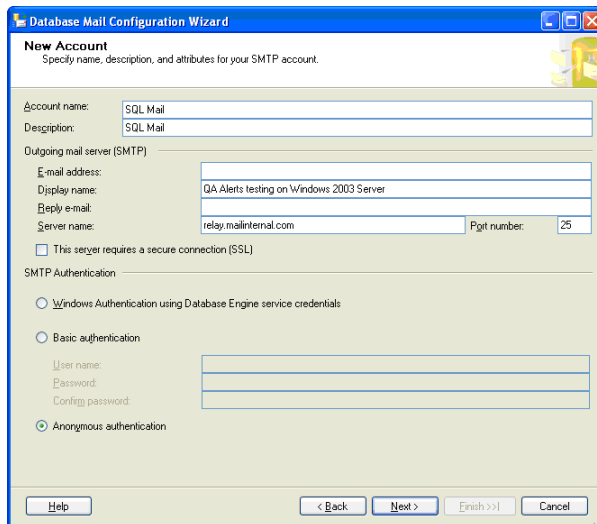 Database Mail Configuration Wizard
New Account
Specify name, description, and attributes for your SMTP account.
Account name: SQL Mail
Description: SQL Mail
Outgoing mail server (SMTP)
E-mail address:
Display name: QA Alerts testing on Windows 2003 Server
Reply e-mail:
Server name: relay.mailinternal.com Port number: 25
This server requires a secure connection (SSL)
SMTP Authentication
Windows Authentication using Database Engine service credentials
Basic authentication
User name:
Password:
Confirm password:
Anonymous authentication
Help < Back Next > Finish >>| Cancel